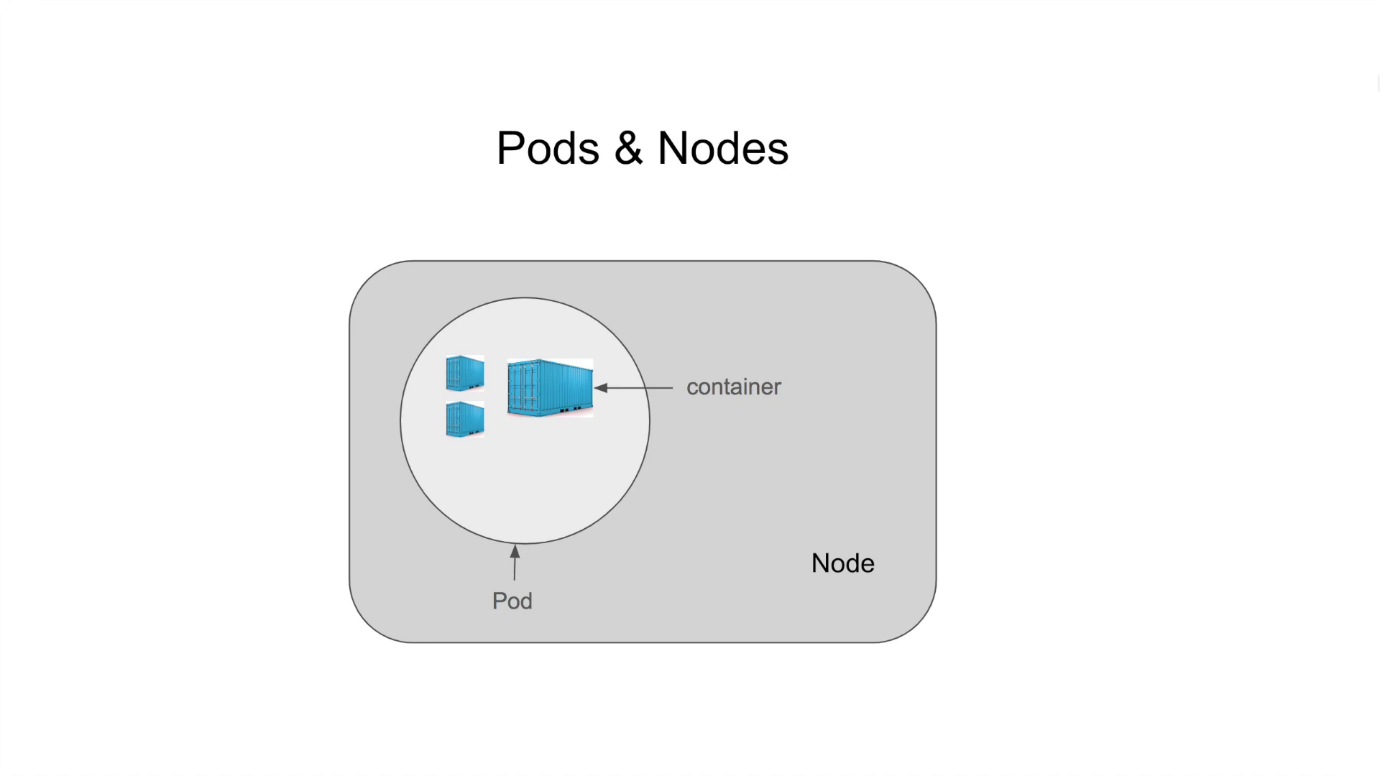 Pods & Nodes
container
Node
Pod